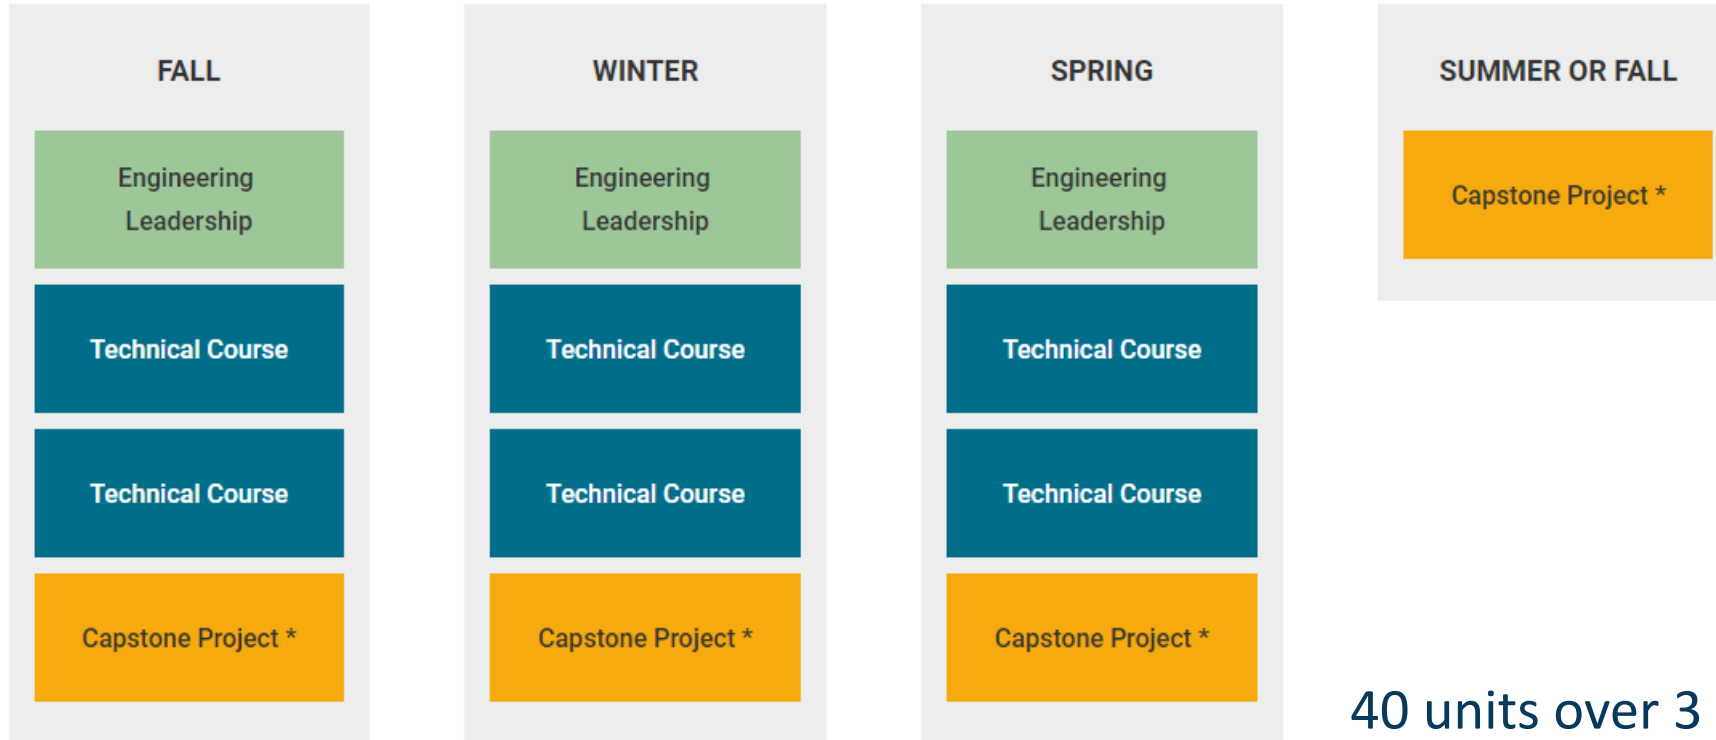 FALL
Engineering
Leadership
Technical Course
Technical Course
Capstone Project *
WINTER
Engineering
Leadership
Technical Course
Technical Course
Capstone Project *
SPRING
Engineering
Leadership
Technical Course
Technical Course
Capstone Project *
SUMMER OR FALL
Capstone Project *
40 units over 3